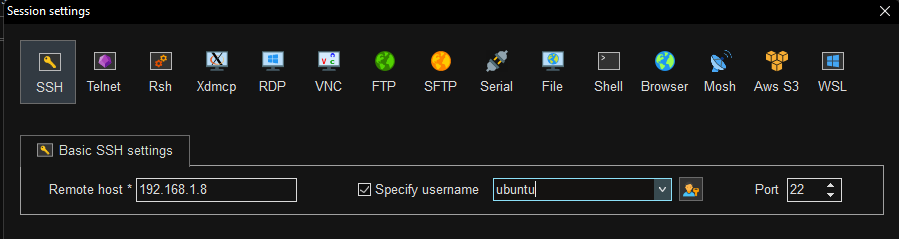 Session settings
SSH Telnet Rsh Xdmcp RDP VNC FTP SFTP Serial File Shell Browser Mosh Aws S3 WSL
Basic SSH settings
Remote host * 192.168.1.8 Specify username ubuntu Port 22